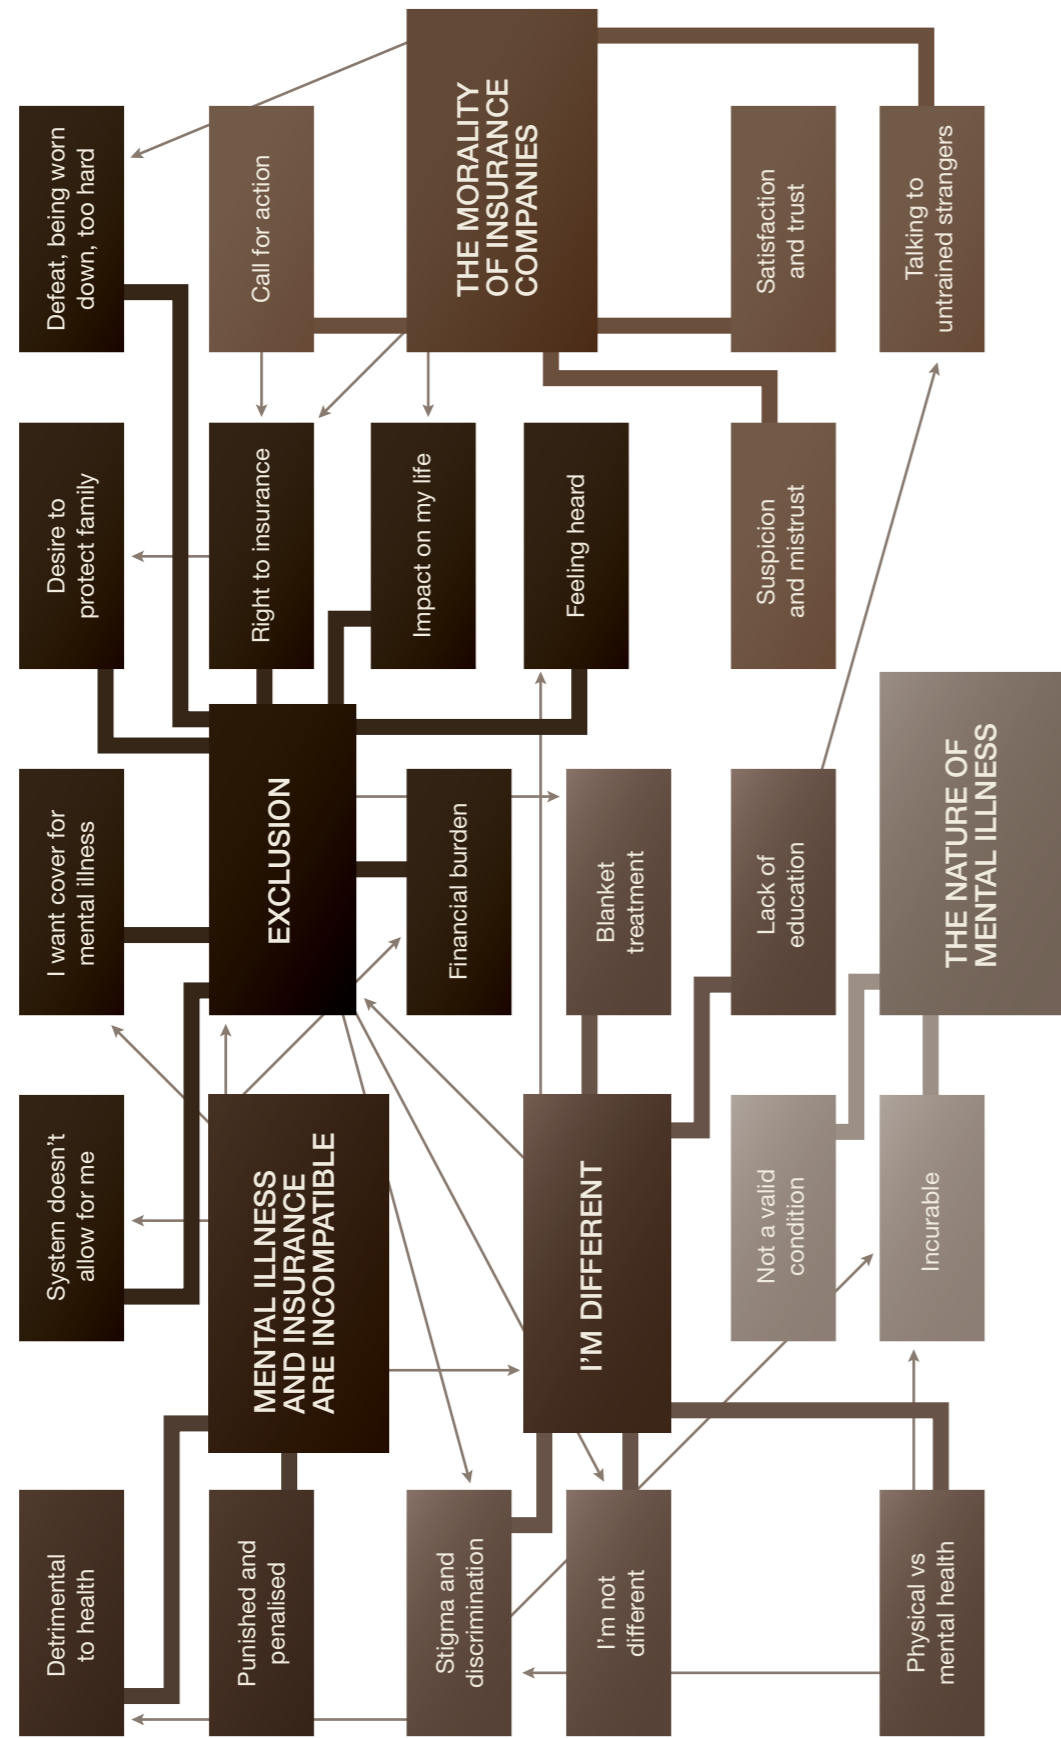 Detrimental
to health
System doesn't
allow for me
I want cover for
mental illness
Desire to
protect family
Defeat, being worn
down, too hard
Punished and
penalised
MENTAL ILLNESS
AND INSURANCE
ARE INCOMPATIBLE
EXCLUSION
Right to insurance
Call for action
Stigma and
discrimination
Financial burden
Impact on my life
THE MORALITY
OF INSURANCE
COMPANIES
I'm not
different
I'M DIFFERENT
Blanket
treatment
Feeling heard
Not a valid
condition
Lack of
education
Suspicion
and mistrust
Satisfaction
and trust
Physical vs
mental health
Incurable
THE NATURE OF
MENTAL ILLNESS
Talking to
untrained strangers